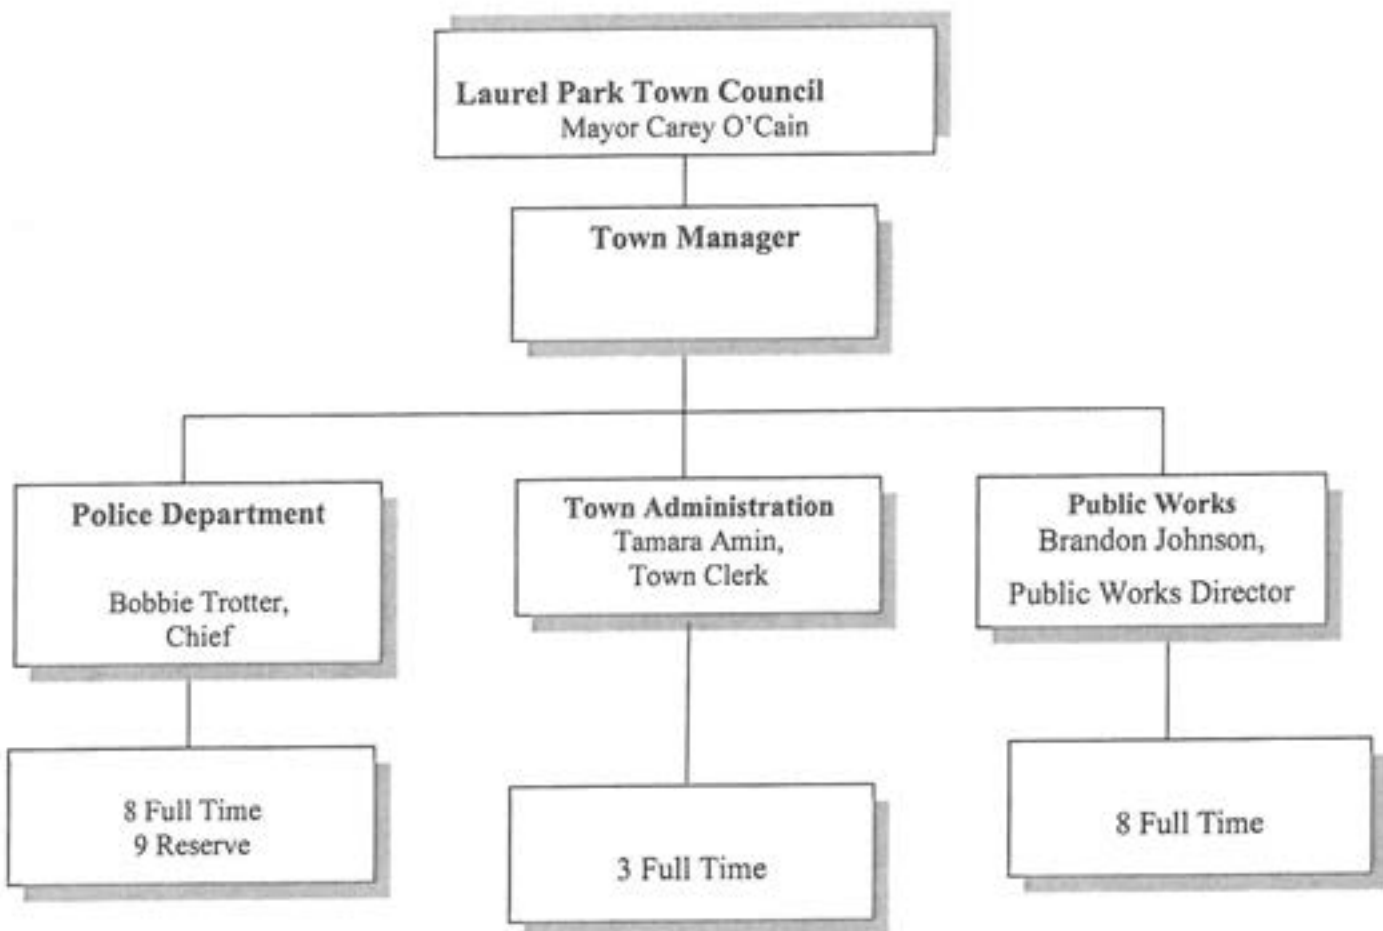 Laurel Park Town Council
Mayor Carey O'Cain
Town Manager
Police Department
Bobbie Trotter,
Chief
Town Administration
Tamara Amin,
Town Clerk
Public Works
Brandon Johnson,
Public Works Director
8 Full Time
9 Reserve
3 Full Time
8 Full Time